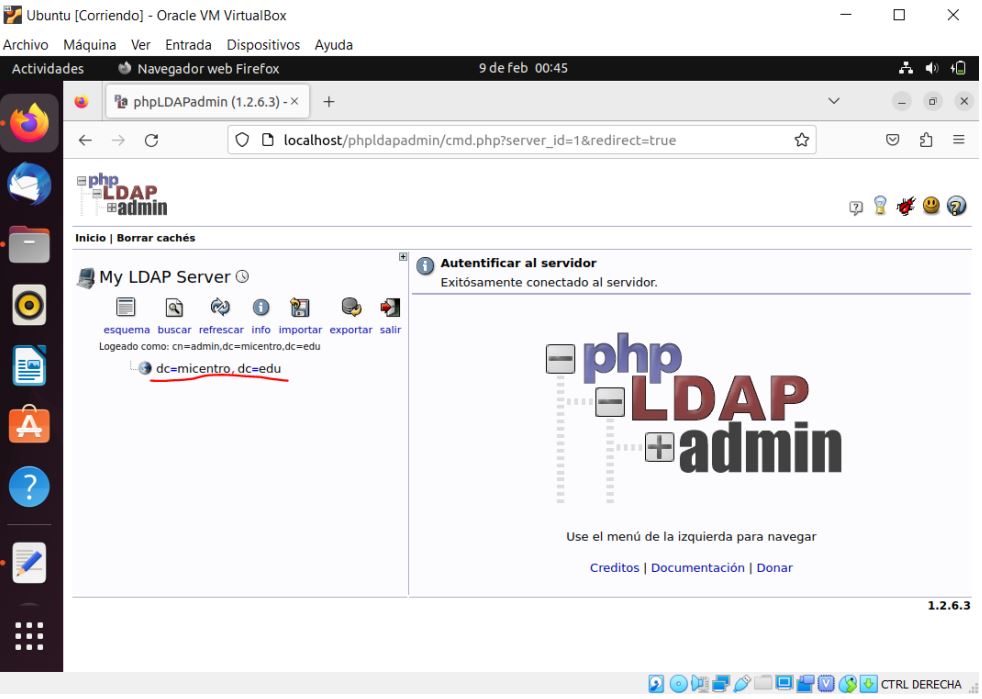 Ubuntu [Corriendo] - Oracle VM VirtualBox
Archivo Máquina Ver Entrada Dispositivos Ayuda
Actividades Navegador web Firefox 9 de feb 00:45
phpLDAPadmin (1.2.6.3) - × +
localhost/phpldapadmin/cmd.php?server_id=1&redirect=true
php
LDAP
admin
Inicio | Borrar cachés
My LDAP Server
esquema buscar refrescar info importar exportar salir
Logeado como: cn=admin,dc=micentro,dc=edu
dc=micentro,dc=edu
Autentificar al servidor
Exitósamente conectado al servidor.
php
LDAP
admin
Use el menú de la izquierda para navegar
Creditos | Documentación | Donar
1.2.6.3
CTRL DERECHA